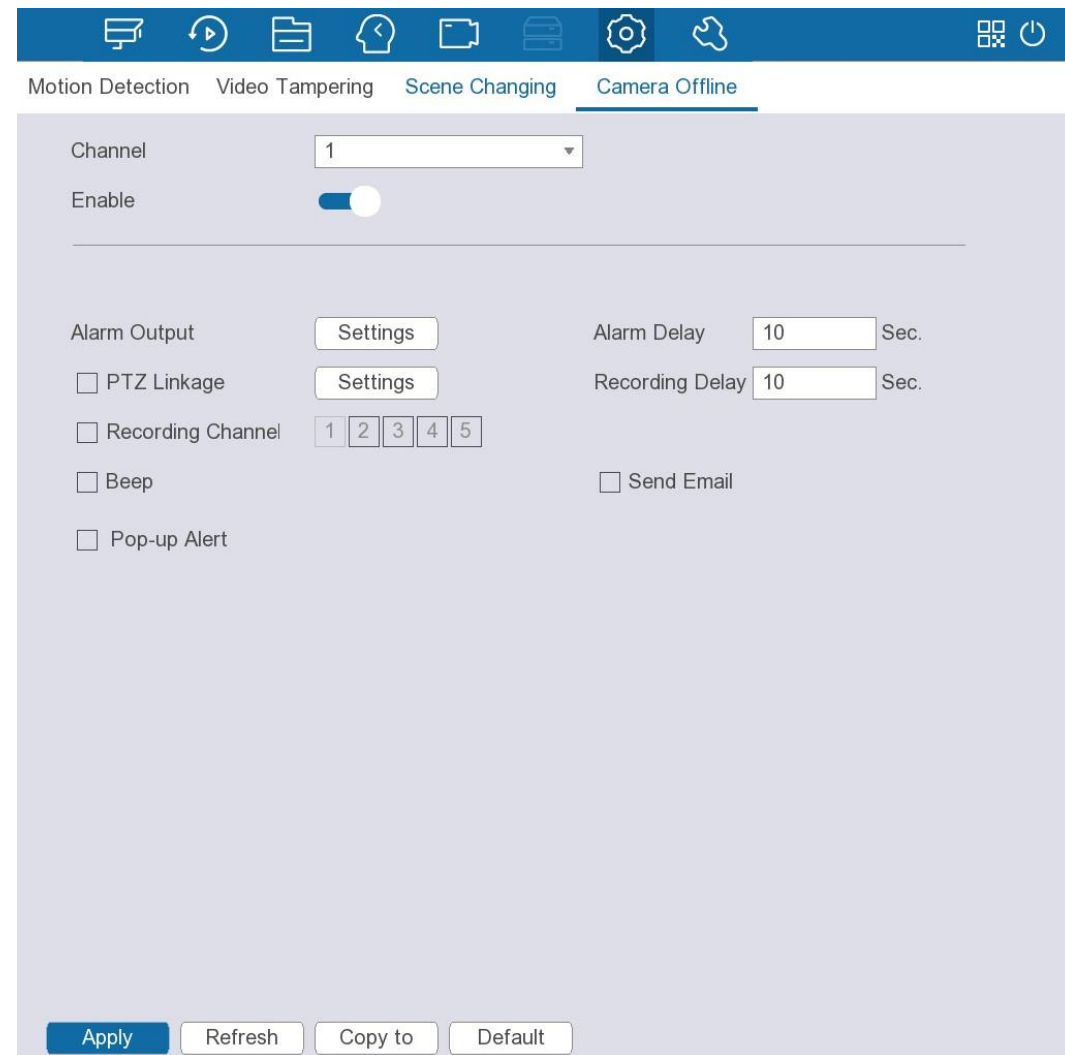 Motion Detection Video Tampering Scene Changing Camera Offline
Channel 1
Enable
Alarm Output Settings Alarm Delay 10 Sec.
PTZ Linkage Settings Recording Delay 10 Sec.
Recording Channel 1 2 3 4 5
Beep Send Email
Pop-up Alert
Apply Refresh Copy to Default